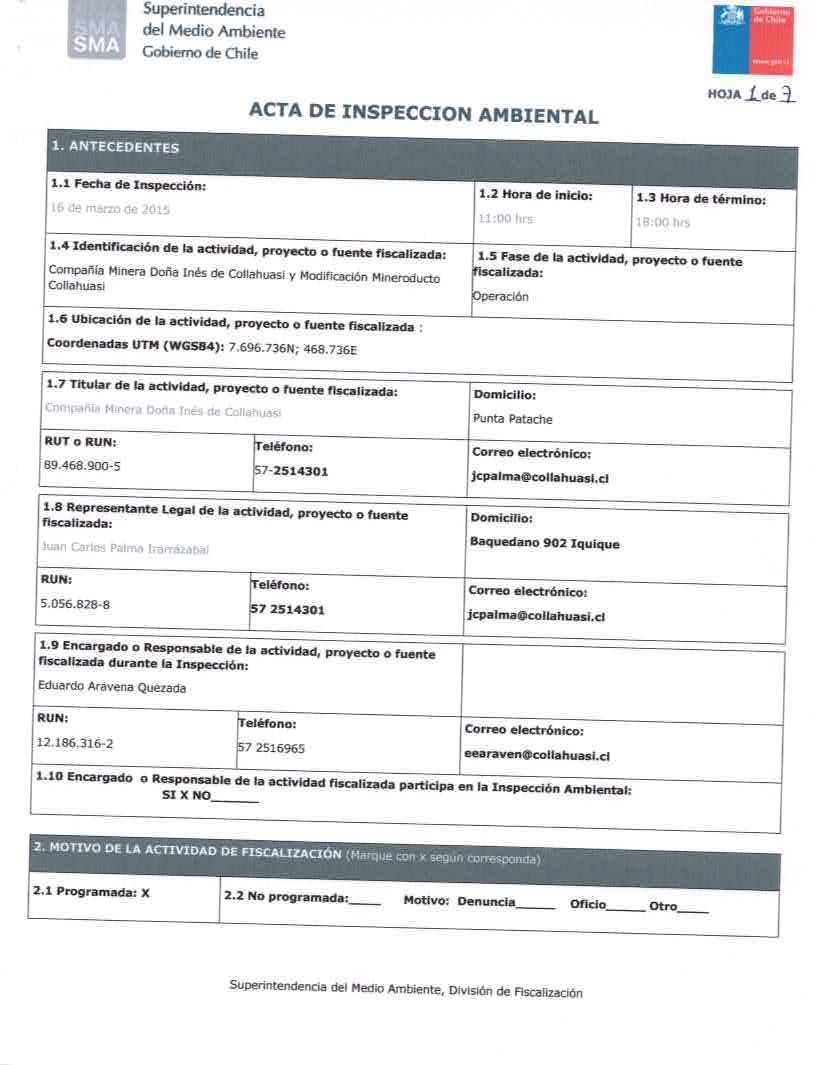 SMA
SMA
Superintendencia
del Medio Ambiente
Gobierno de Chile
Gobierno
de Chile
HOJA 1 de 7
ACTA DE INSPECCION AMBIENTAL
1. ANTECEDENTES
1.1 Fecha de Inspección:
16 de marzo de 2015
1.2 Hora de inicio:
11:00 hrs
1.3 Hora de término:
18:00 hrs
1.4 Identificación de la actividad, proyecto o fuente fiscalizada:
Compañía Minera Doña Inés de Collahuasi y Modificación Mineroducto
Collahuasi
1.5 Fase de la actividad, proyecto o fuente
fiscalizada:
Operación
1.6 Ubicación de la actividad, proyecto o fuente fiscalizada :
Coordenadas UTM (WGS84): 7.696.736N; 468.736E
1.7 Titular de la actividad, proyecto o fuente fiscalizada:
Compañía Minera Doña Inés de Collahuasi
Domicilio:
Punta Patache
RUT o RUN:
89.468.900-5
Teléfono:
57-2514301
Correo electrónico:
jcpalma@collahuasi.cl
1.8 Representante Legal de la actividad, proyecto o fuente
fiscalizada:
Juan Carlos Palma Irarrázabal
Domicilio:
Baquedano 902 Iquique
RUN:
5.056.828-8
Teléfono:
57 2514301
Correo electrónico:
jcpalma@collahuasi.cl
1.9 Encargado o Responsable de la actividad, proyecto o fuente
fiscalizada durante la Inspección:
Eduardo Aravena Quezada
RUN:
12.186.316-2
Teléfono:
57 2516965
Correo electrónico:
eearaven@collahuasi.cl
1.10 Encargado o Responsable de la actividad fiscalizada participa en la Inspección Ambiental:
SI X NO______
2. MOTIVO DE LA ACTIVIDAD DE FISCALIZACIÓN (Marque con x según corresponda)
2.1 Programada: X
2.2 No programada:____ Motivo: Denuncia_____ Oficio_____ Otro____
Superintendencia del Medio Ambiente, División de Fiscalización